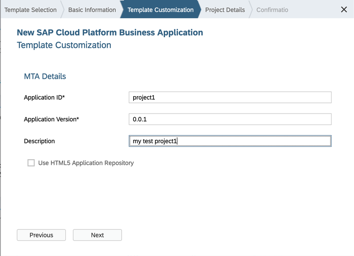 Template Selection Basic Information Template Customization Project Details Confirmatio
New SAP Cloud Platform Business Application
Template Customization
MTA Details
Application ID* project1
Application Version* 0.0.1
Description my test project1
Use HTML5 Application Repository
Previous Next